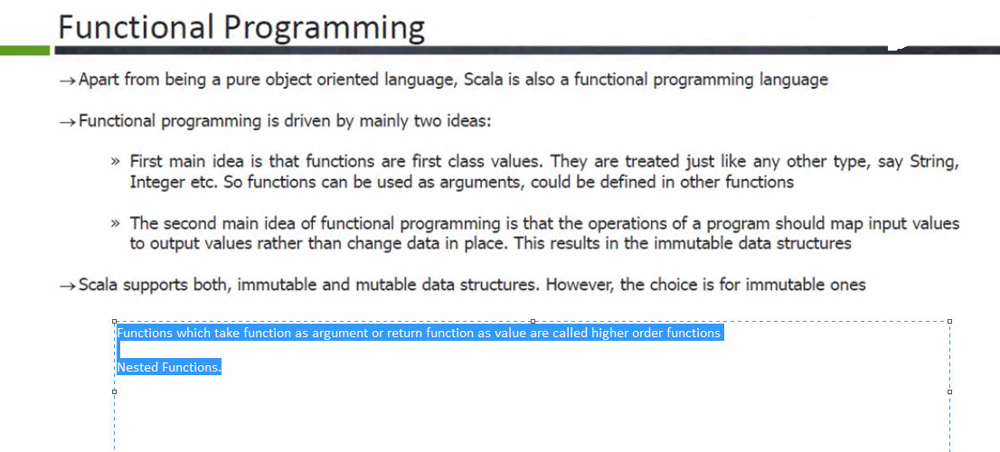 Functional Programming
→Apart from being a pure object oriented language, Scala is also a functional programming language
→Functional programming is driven by mainly two ideas:
» First main idea is that functions are first class values. They are treated just like any other type, say String,
Integer etc. So functions can be used as arguments, could be defined in other functions
» The second main idea of functional programming is that the operations of a program should map input values
to output values rather than change data in place. This results in the immutable data structures
→Scala supports both, immutable and mutable data structures. However, the choice is for immutable ones
Functions which take function as argument or return function as value are called higher order functions
Nested Functions.